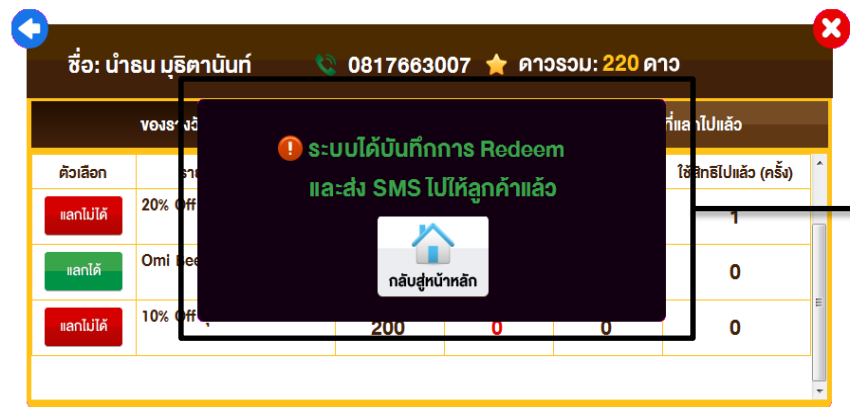 ชื่อ: นำธน มุธิตานันท์ 0817663007 ดาวรวม: 220 ดาว
ของรางวั ที่แลกไปแล้ว
ระบบได้บันทึกการ Redeem
และส่ง SMS ไปให้ลูกค้าแล้ว
กลับสู่หน้าหลัก
ตัวเลือก ใช้สิทธิไปแล้ว (ครั้ง)
แลกไม่ได้ 20% Off 1
แลกได้ Omi 0
แลกไม่ได้ 10% Off 200 0 0 0